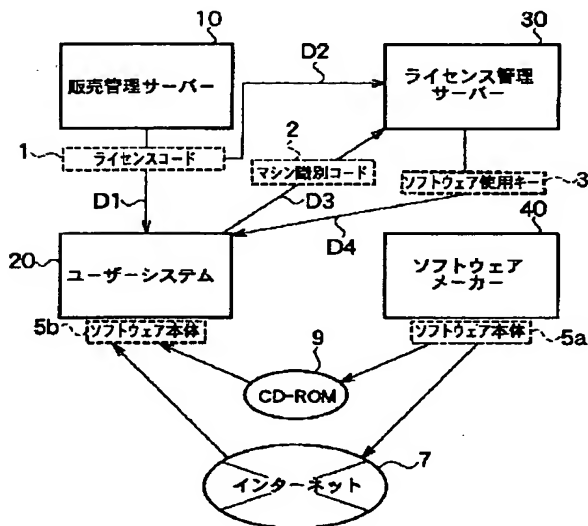 10
30
D2
販売管理サーバー
ライセンス管理
サーバー
1
ライセンスコード
2
マシン識別コード
ソフトウェア使用キー
3
D1
D3
D4
40
20
ユーザーシステム
ソフトウェア
メーカー
5b
ソフトウェア本体
ソフトウェア本体
5a
9
CD-ROM
インターネット
7